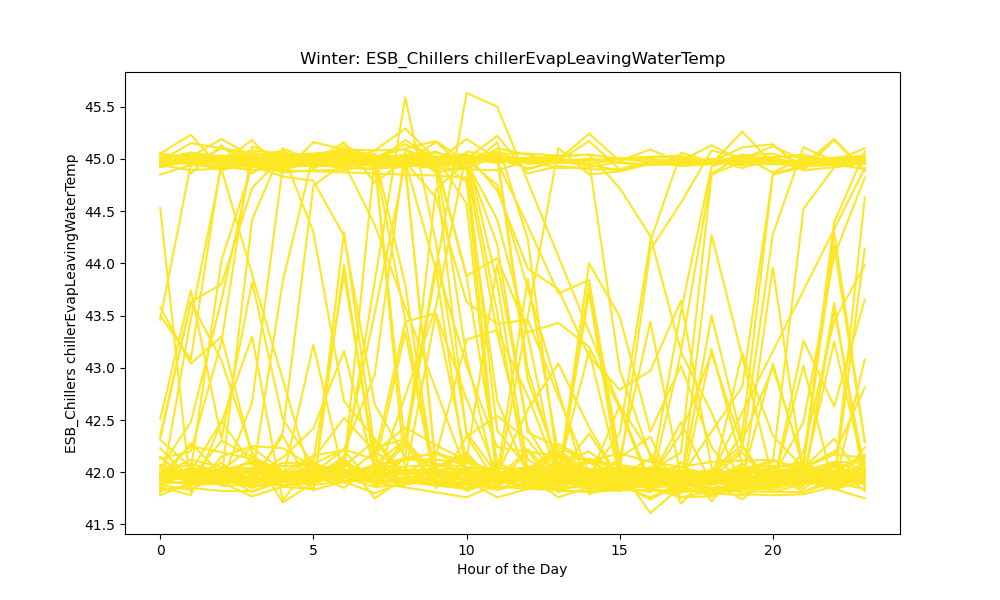 Winter: ESB_Chillers chillerEvapLeavingWaterTemp
ESB_Chillers chillerEvapLeavingWaterTemp
45.5
45.0
44.5
44.0
43.5
43.0
42.5
42.0
41.5
0 5 10 15 20
Hour of the Day